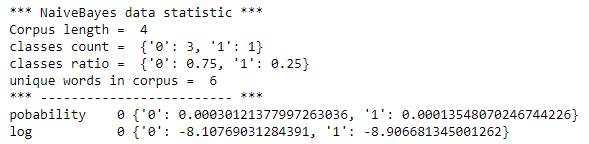 *** NaiveBayes data statistic ***
Corpus length =  4
classes count =  {'0': 3, '1': 1}
classes ratio =  {'0': 0.75, '1': 0.25}
unique words in corpus =  6
*** ------------------------- ***
pobability    0 {'0': 0.00030121377997263036, '1': 0.00013548070246744226}
log           0 {'0': -8.10769031284391, '1': -8.906681345001262}